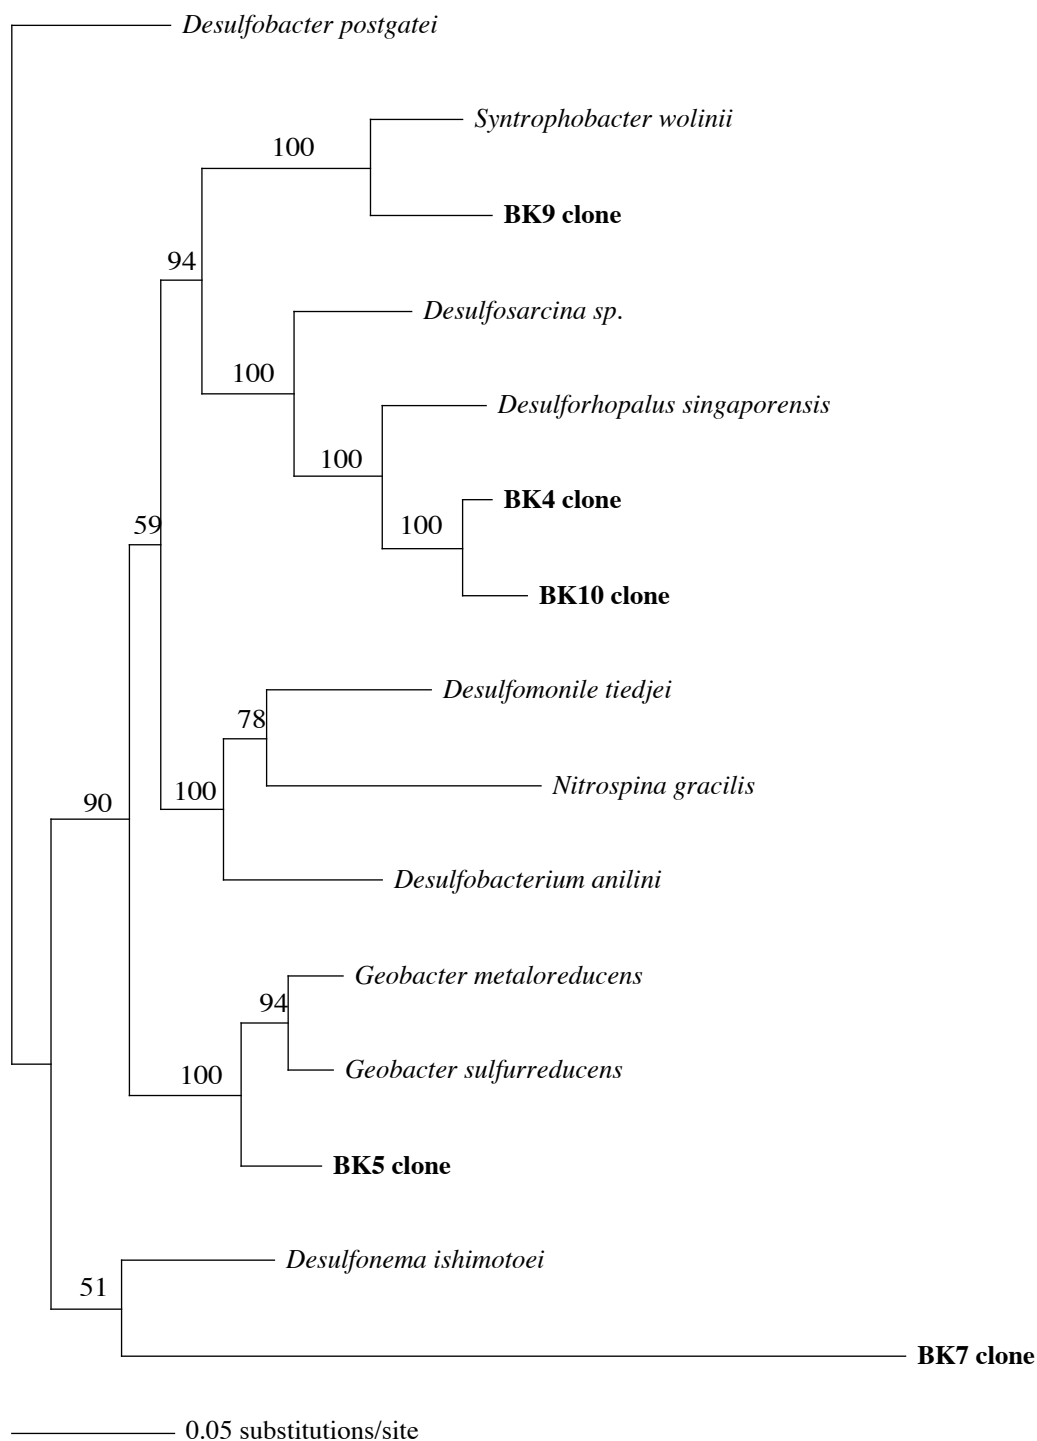 Desulfobacter postgatei
Syntrophobacter wolinii
100
BK9 clone
94
Desulfosarcina sp.
100
Desulforhopalus singaporensis
100
BK4 clone
100
59
BK10 clone
Desulfomonile tiedjei
78
Nitrospina gracilis
100
90
Desulfobacterium anilini
Geobacter metaloreducens
94
Geobacter sulfurreducens
100
BK5 clone
Desulfonema ishimotoei
51
BK7 clone
0.05 substitutions/site